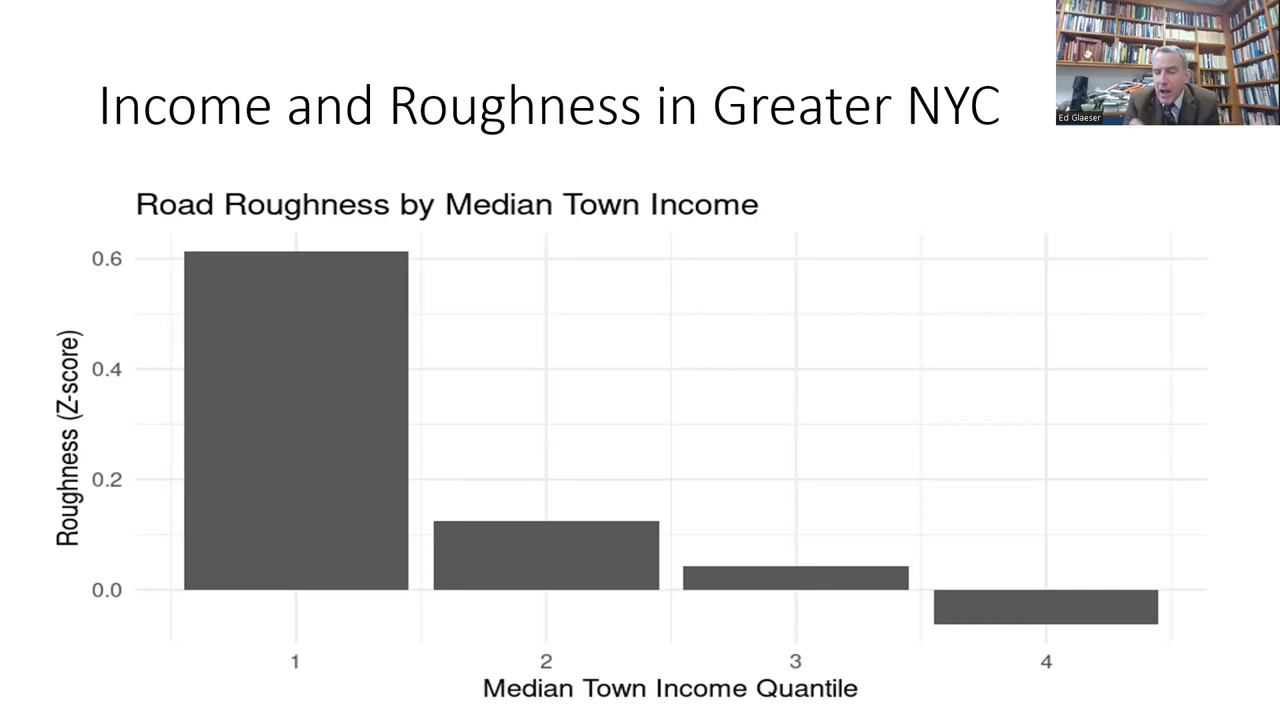 Income and Roughness in Greater NYC
Ed Glaeser
Road Roughness by Median Town Income
Roughness (Z-score)
0.6
0.4
0.2
0.0
1 2 3 4
Median Town Income Quantile